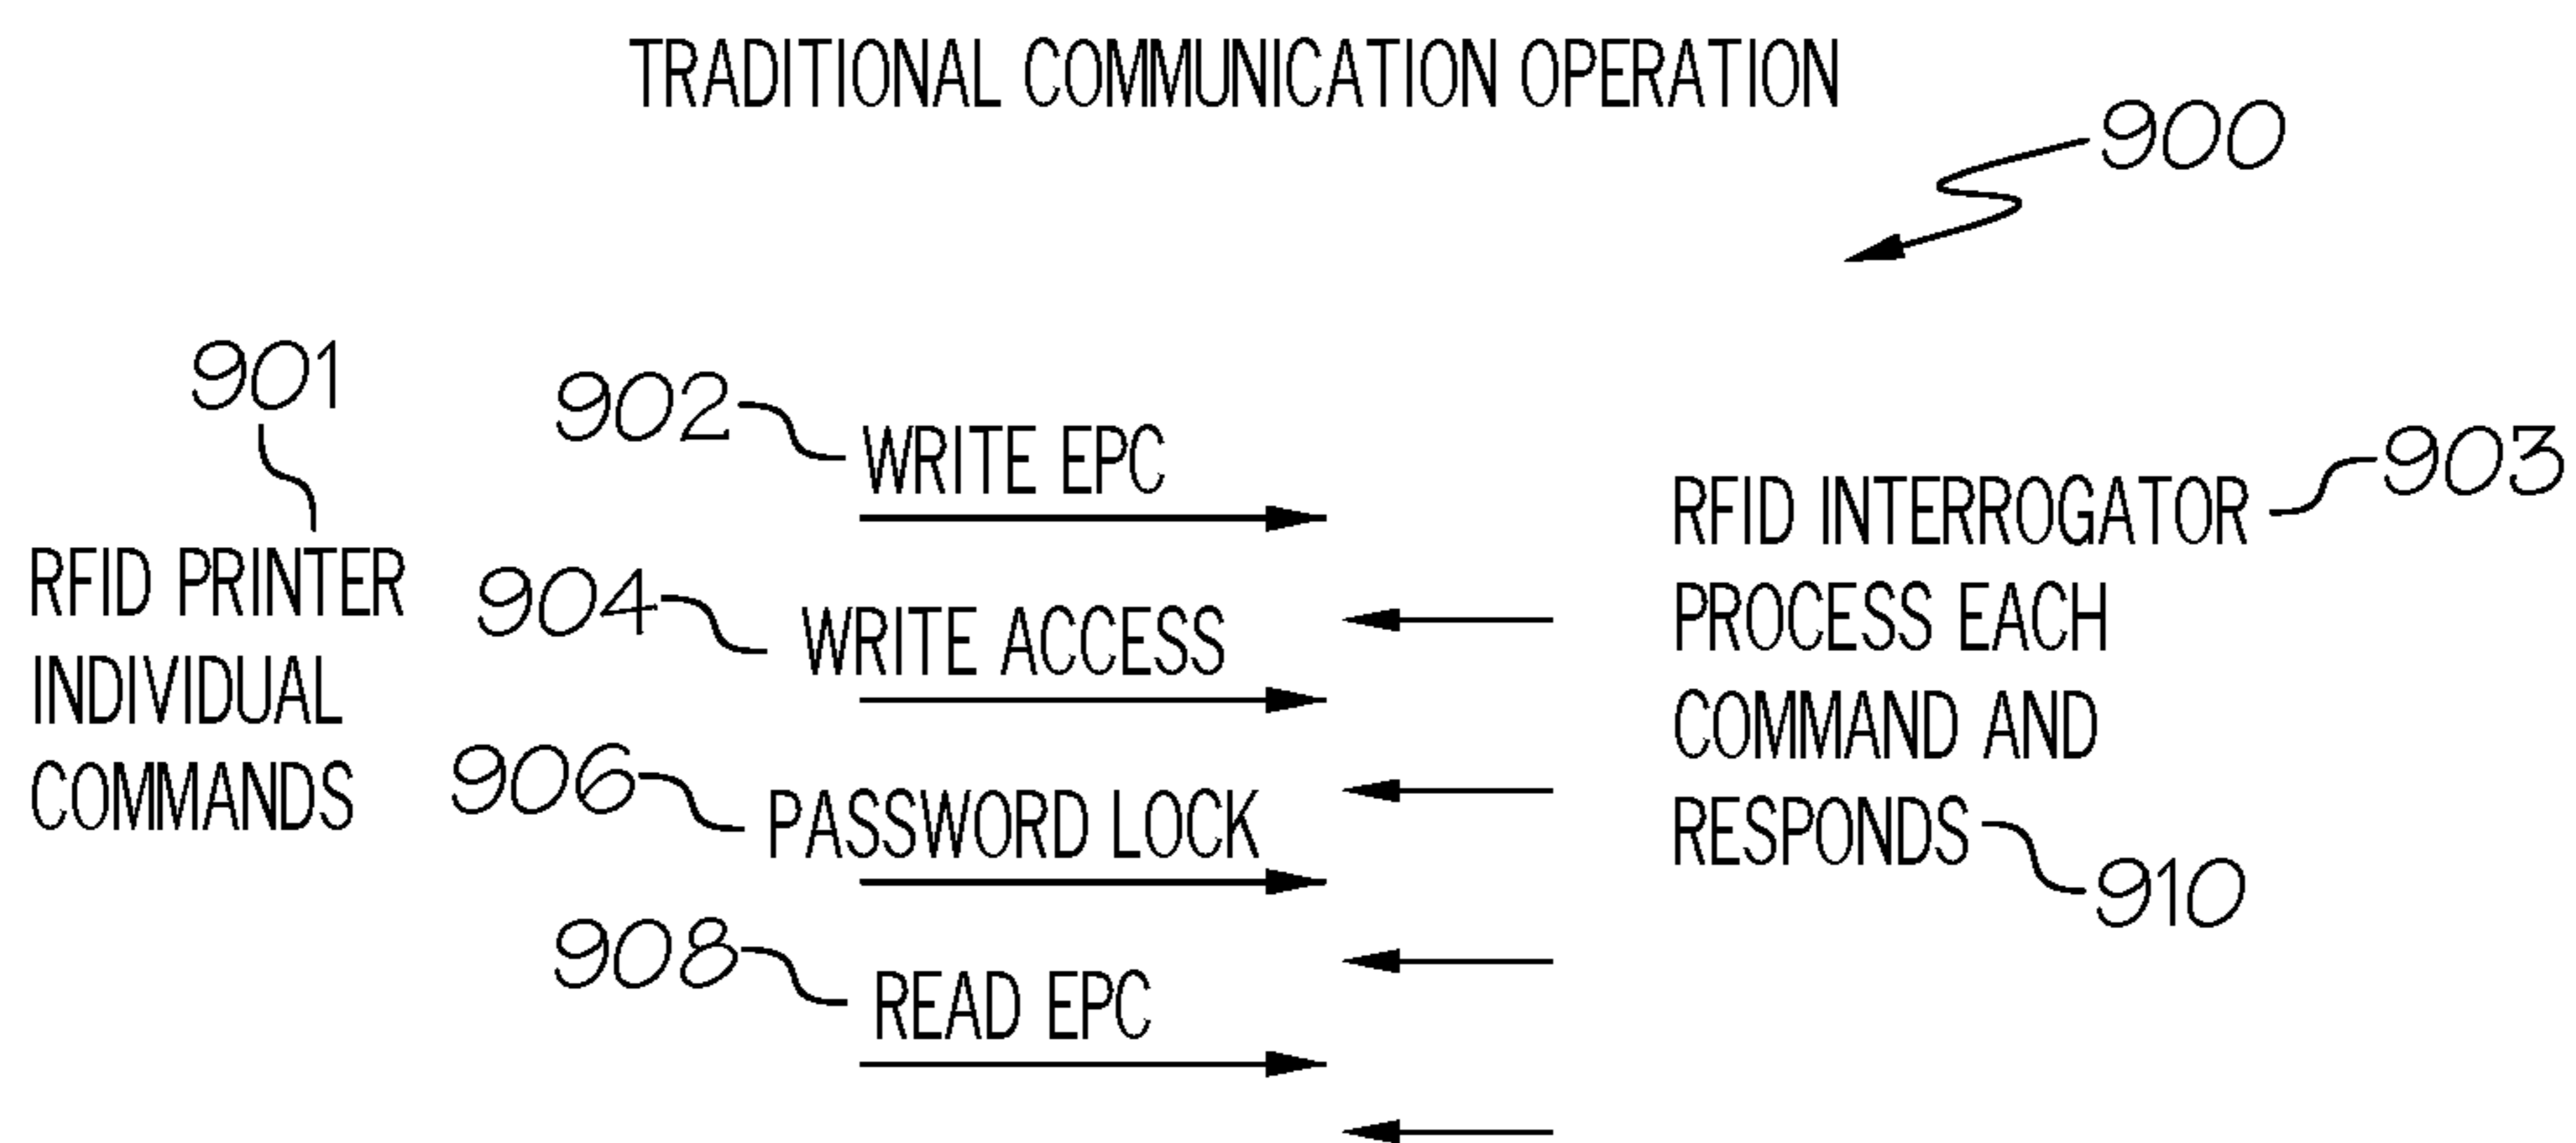 TRADITIONAL COMMUNICATION OPERATION
900
901
RFID PRINTER
INDIVIDUAL
COMMANDS
902
WRITE EPC
904
WRITE ACCESS
906
PASSWORD LOCK
908
READ EPC
903
RFID INTERROGATOR
PROCESS EACH
COMMAND AND
RESPONDS
910